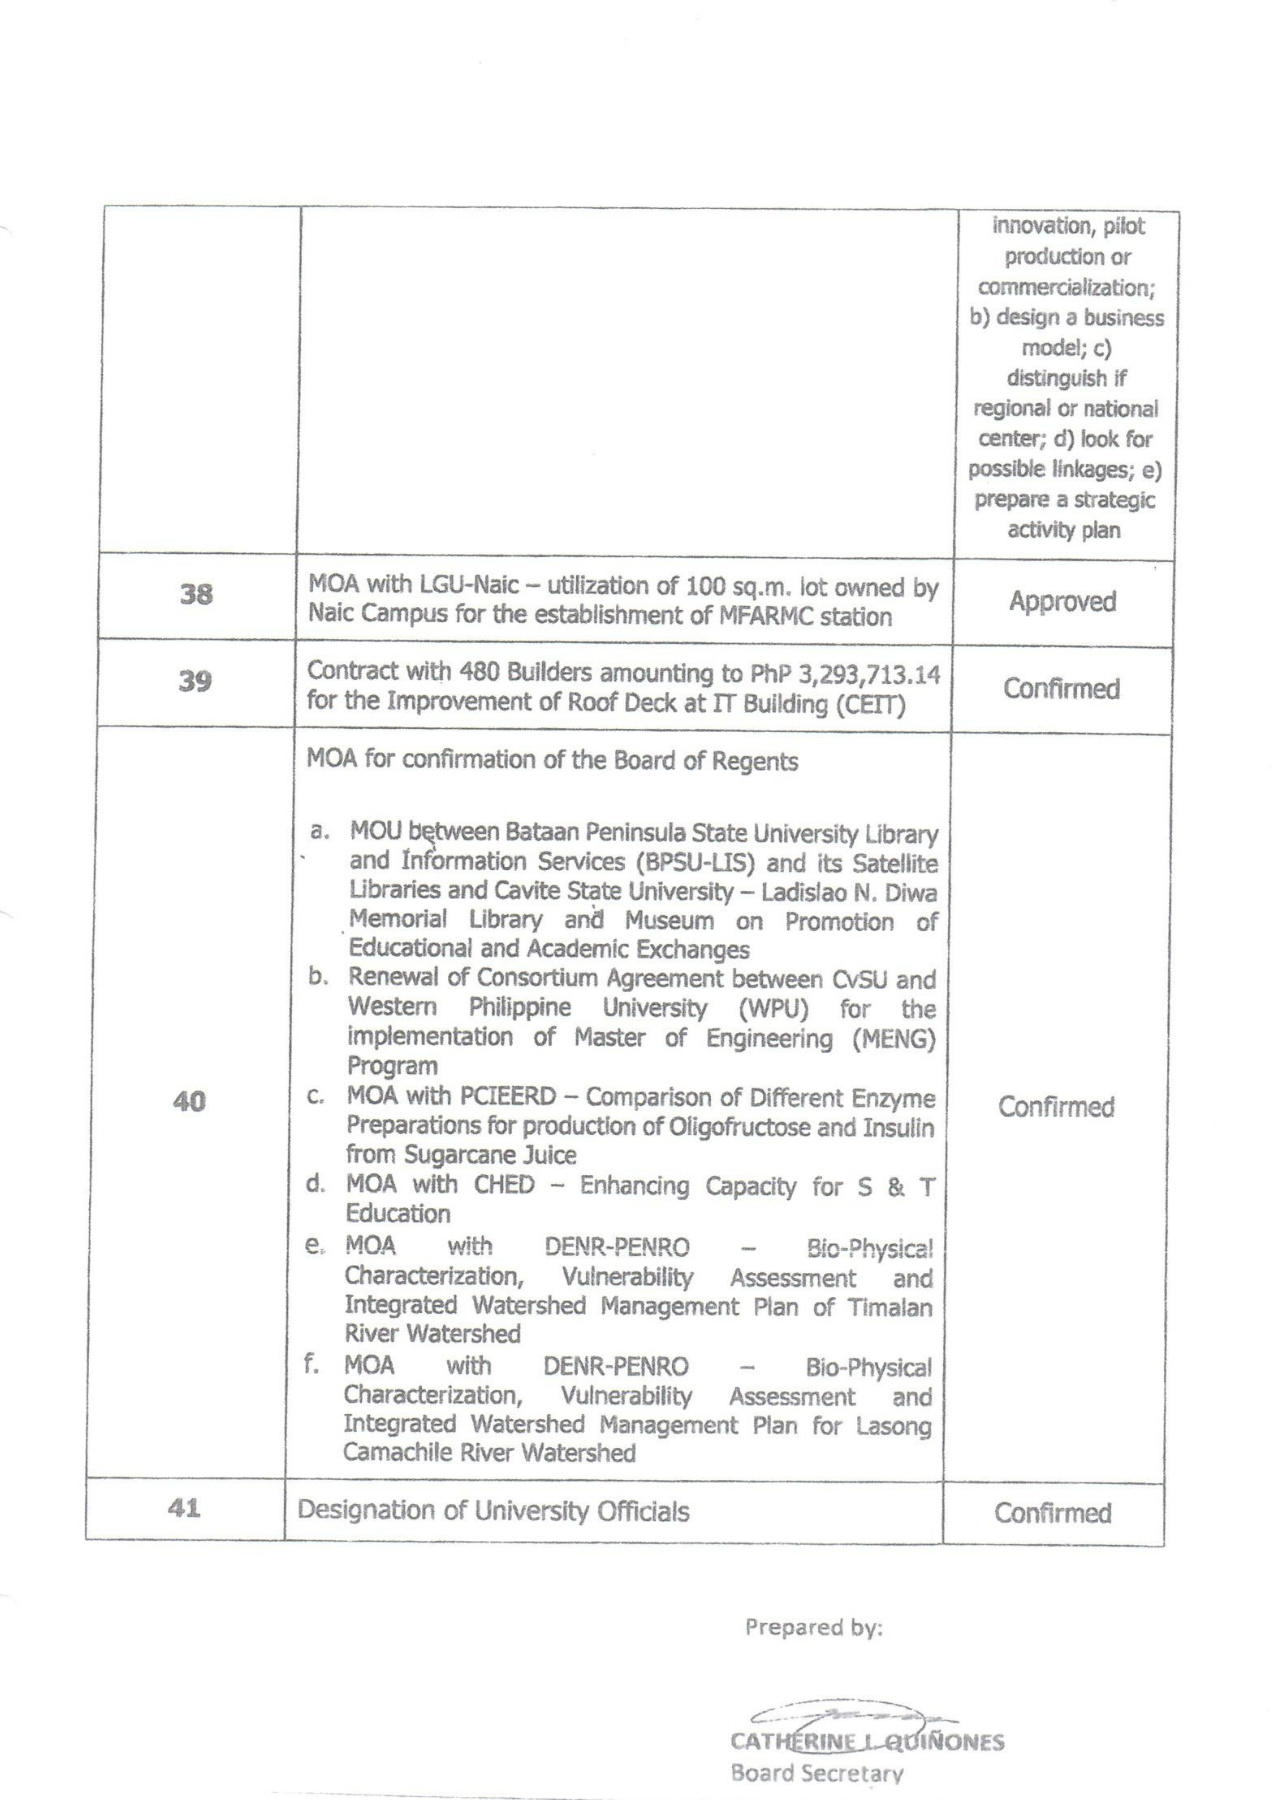 innovation, pilot
production or
commercialization;
b) design a business
model; c)
distinguish if
regional or national
center; d) look for
possible linkages; e)
prepare a strategic
activity plan
38
MOA with LGU-Naic – utilization of 100 sq.m. lot owned by
Naic Campus for the establishment of MFARMC station
Approved
39
Contract with 480 Builders amounting to PhP 3,293,713.14
for the Improvement of Roof Deck at IT Building (CEIT)
Confirmed
40
MOA for confirmation of the Board of Regents
a. MOU between Bataan Peninsula State University Library
and Information Services (BPSU-LIS) and its Satellite
Libraries and Cavite State University – Ladislao N. Diwa
Memorial Library and Museum on Promotion of
Educational and Academic Exchanges
b. Renewal of Consortium Agreement between CvSU and
Western Philippine University (WPU) for the
implementation of Master of Engineering (MENG)
Program
c. MOA with PCIEERD – Comparison of Different Enzyme
Preparations for production of Oligofructose and Insulin
from Sugarcane Juice
d. MOA with CHED – Enhancing Capacity for S & T
Education
e. MOA with DENR-PENRO – Bio-Physical
Characterization, Vulnerability Assessment and
Integrated Watershed Management Plan of Timalan
River Watershed
f. MOA with DENR-PENRO – Bio-Physical
Characterization, Vulnerability Assessment and
Integrated Watershed Management Plan for Lasong
Camachile River Watershed
Confirmed
41
Designation of University Officials
Confirmed
Prepared by:
CATHERINE L. QUIÑONES
Board Secretary